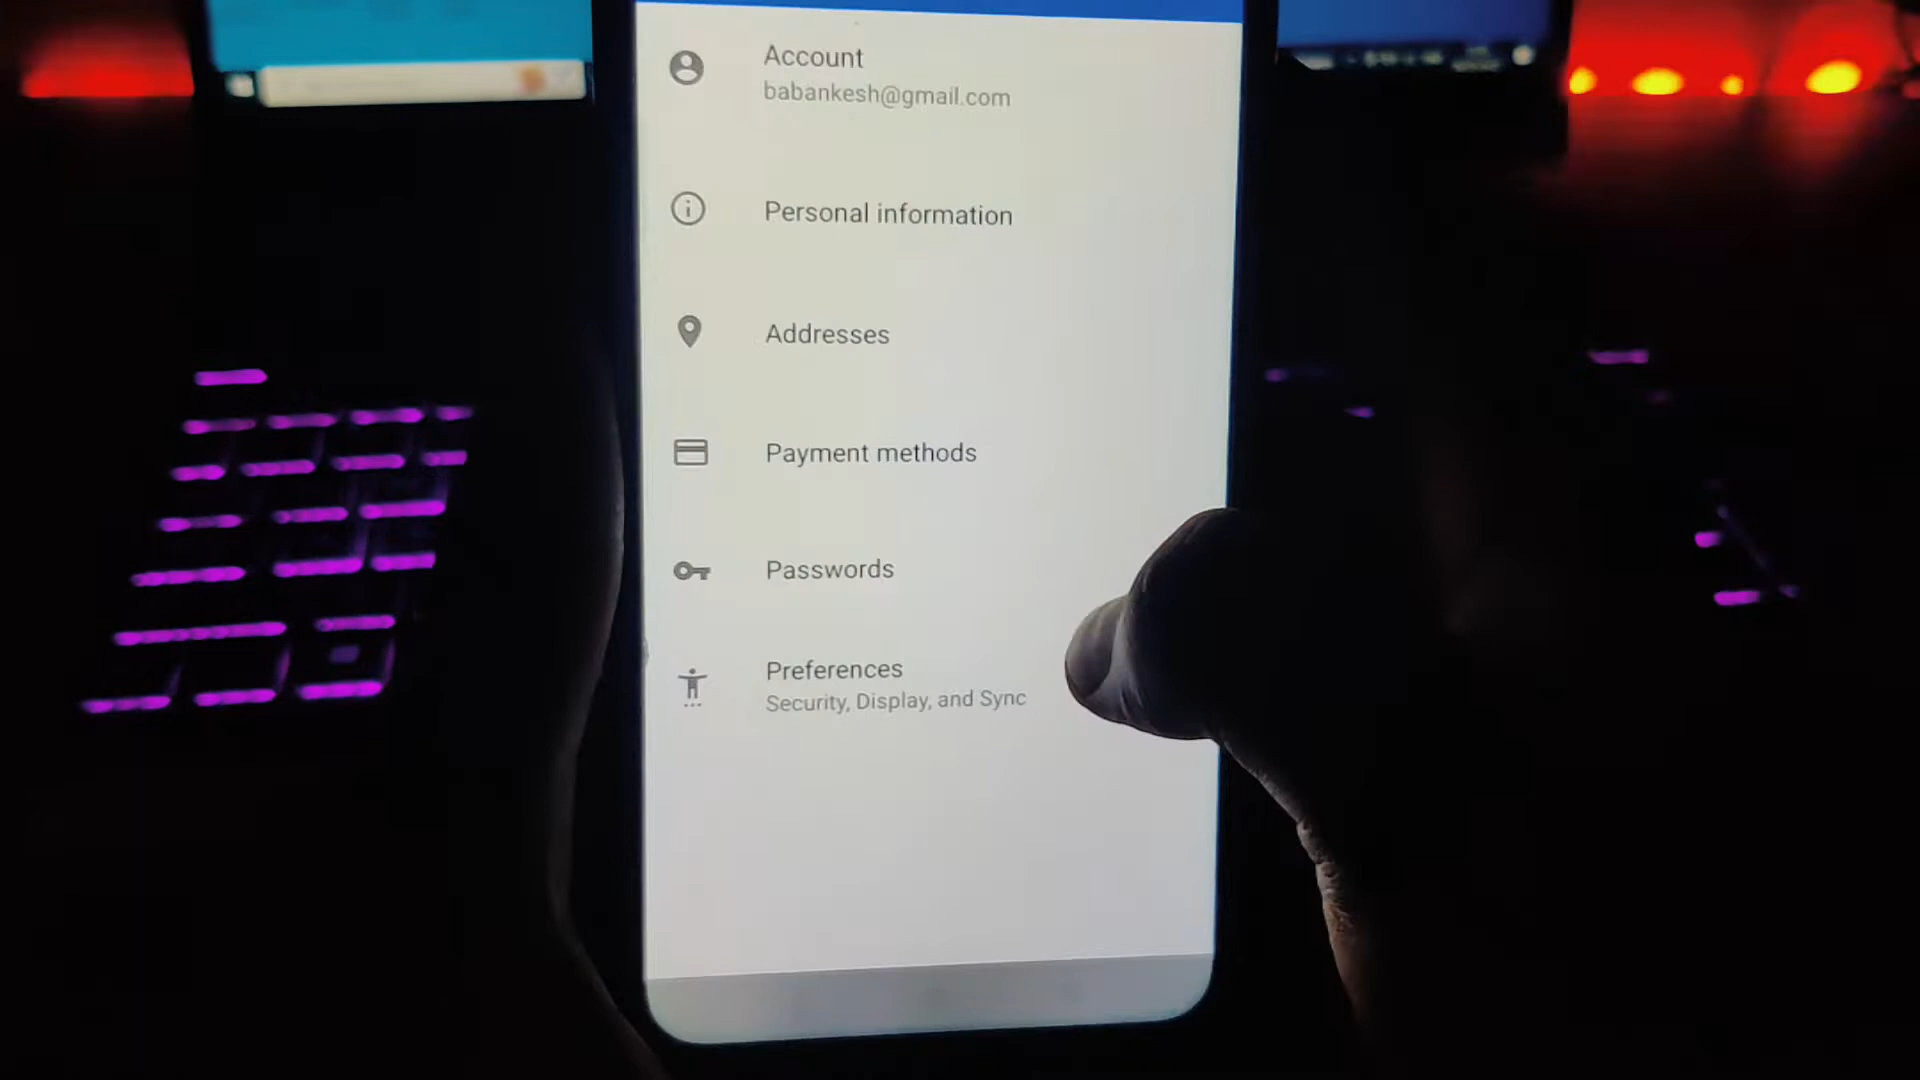 Account
babankesh@gmail.com
Personal information
Addresses
Payment methods
Passwords
Preferences
Security, Display, and Sync